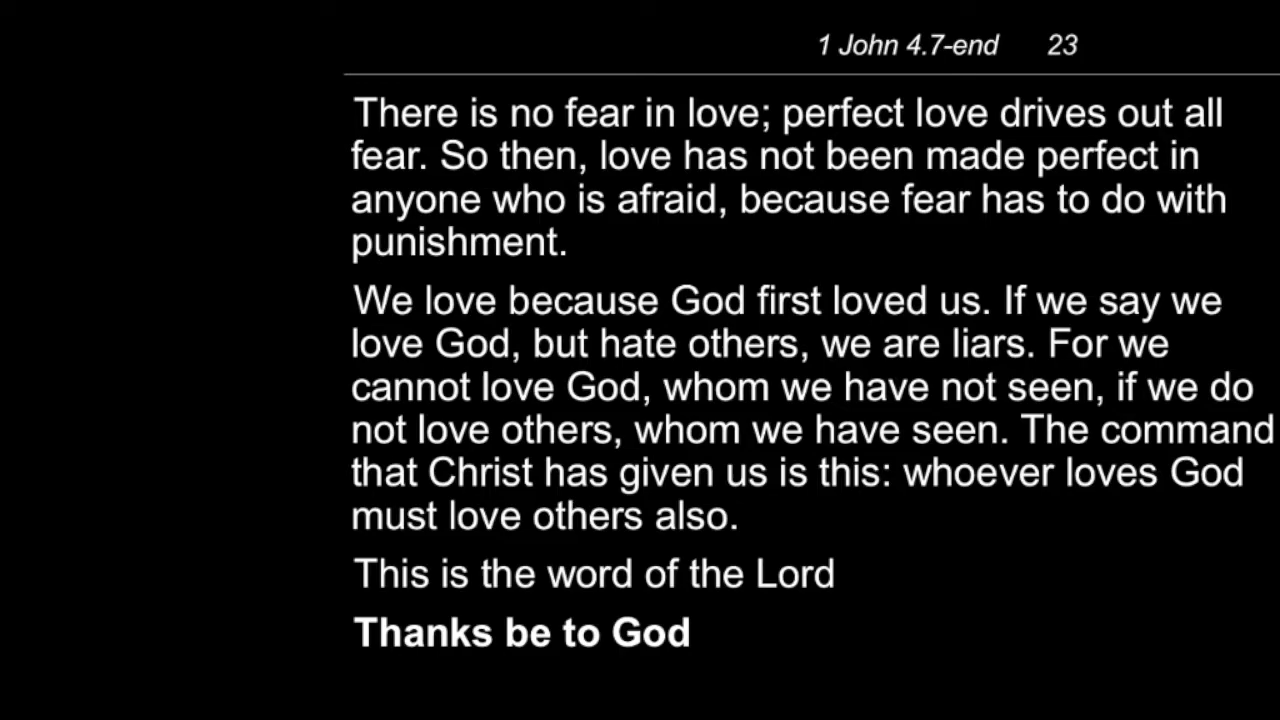 1 John 4.7-end 23
There is no fear in love; perfect love drives out all
fear. So then, love has not been made perfect in
anyone who is afraid, because fear has to do with
punishment.
We love because God first loved us. If we say we
love God, but hate others, we are liars. For we
cannot love God, whom we have not seen, if we do
not love others, whom we have seen. The command
that Christ has given us is this: whoever loves God
must love others also.
This is the word of the Lord
Thanks be to God